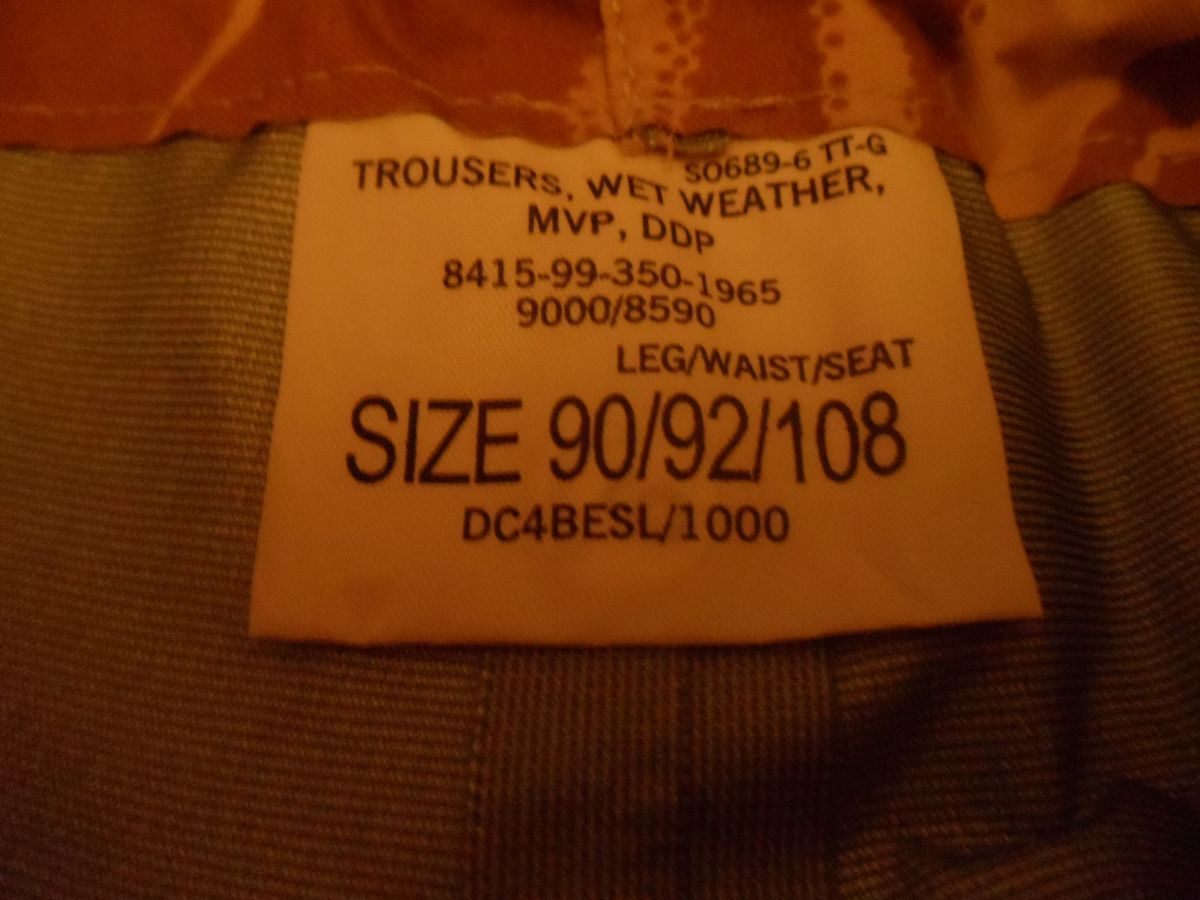 SO689-6 TT-G
TROUSERS, WET WEATHER,
MVP, DDP
8415-99-350-1965
9000/8590
LEG/WAIST/SEAT
SIZE 90/92/108
DC4BESL/1000